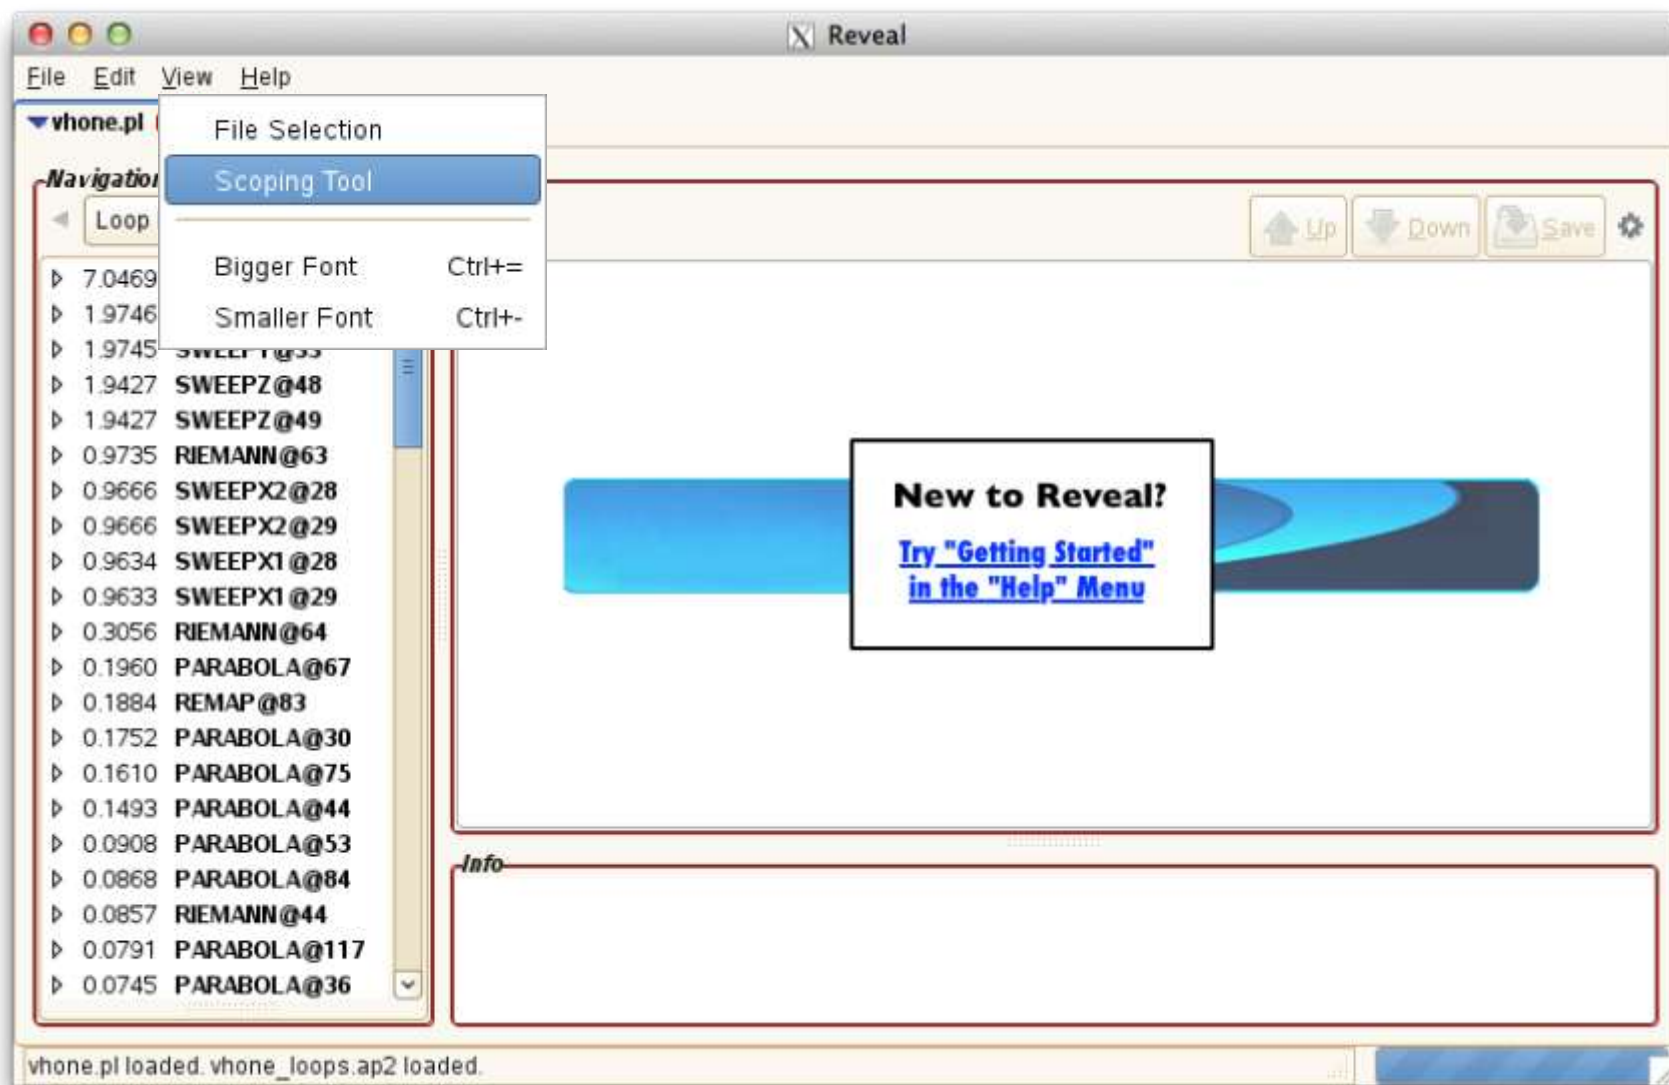 X Reveal
File Edit View Help
vhone.pl
File Selection
Scoping Tool
Bigger Font Ctrl+=
Smaller Font Ctrl+-
Navigation
Loop
Up Down Save
7.0469
1.9746
1.9745 SWEEPY@33
1.9427 SWEEPZ@48
1.9427 SWEEPZ@49
0.9735 RIEMANN@63
0.9666 SWEEPX2@28
0.9666 SWEEPX2@29
0.9634 SWEEPX1@28
0.9633 SWEEPX1@29
0.3056 RIEMANN@64
0.1960 PARABOLA@67
0.1884 REMAP@83
0.1752 PARABOLA@30
0.1610 PARABOLA@75
0.1493 PARABOLA@44
0.0908 PARABOLA@53
0.0868 PARABOLA@84
0.0857 RIEMANN@44
0.0791 PARABOLA@117
0.0745 PARABOLA@36
New to Reveal?
Try "Getting Started"
in the "Help" Menu
Info
vhone.pl loaded. vhone_loops.ap2 loaded.